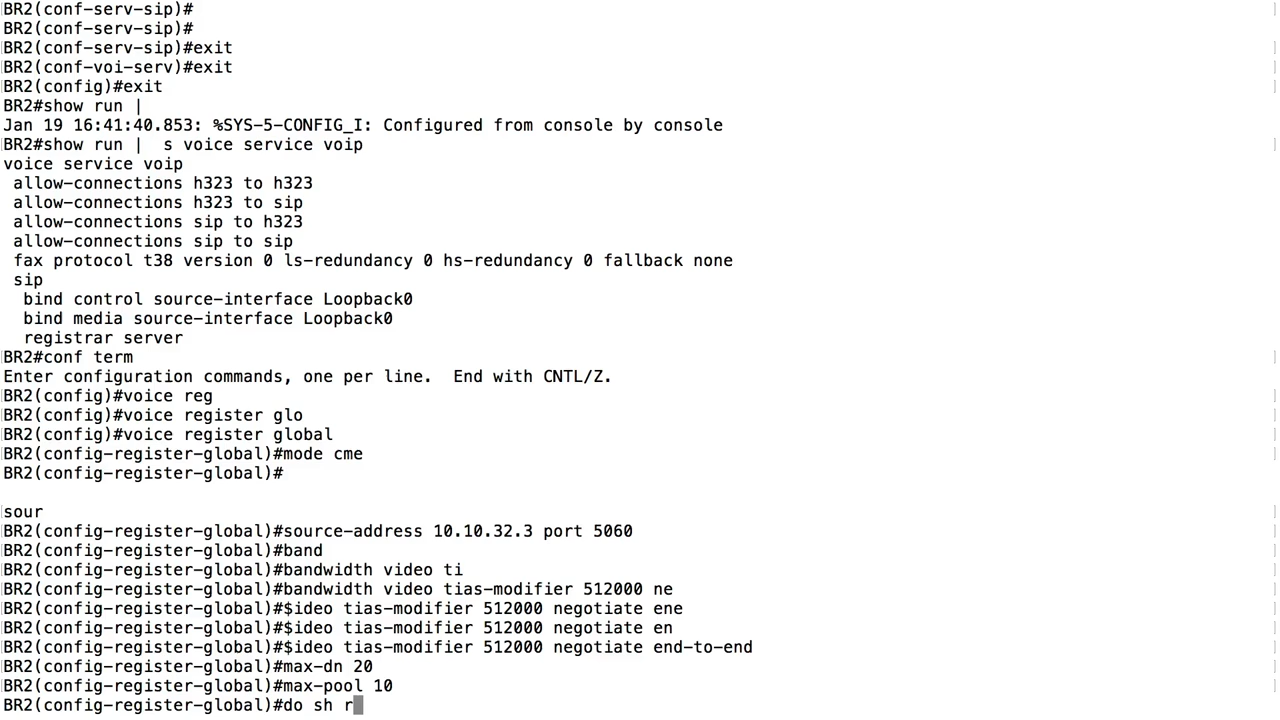 BR2(conf-serv-sip)#
BR2(conf-serv-sip)#
BR2(conf-serv-sip)#exit
BR2(conf-voi-serv)#exit
BR2(config)#exit
BR2#show run |
Jan 19 16:41:40.853: %SYS-5-CONFIG_I: Configured from console by console
BR2#show run |  s voice service voip
voice service voip
 allow-connections h323 to h323
 allow-connections h323 to sip
 allow-connections sip to h323
 allow-connections sip to sip
 fax protocol t38 version 0 ls-redundancy 0 hs-redundancy 0 fallback none
 sip
  bind control source-interface Loopback0
  bind media source-interface Loopback0
  registrar server
BR2#conf term
Enter configuration commands, one per line.  End with CNTL/Z.
BR2(config)#voice reg
BR2(config)#voice register glo
BR2(config)#voice register global
BR2(config-register-global)#mode cme
BR2(config-register-global)#
sour
BR2(config-register-global)#source-address 10.10.32.3 port 5060
BR2(config-register-global)#band
BR2(config-register-global)#bandwidth video ti
BR2(config-register-global)#bandwidth video tias-modifier 512000 ne
BR2(config-register-global)#$ideo tias-modifier 512000 negotiate ene
BR2(config-register-global)#$ideo tias-modifier 512000 negotiate en
BR2(config-register-global)#$ideo tias-modifier 512000 negotiate end-to-end
BR2(config-register-global)#max-dn 20
BR2(config-register-global)#max-pool 10
BR2(config-register-global)#do sh r